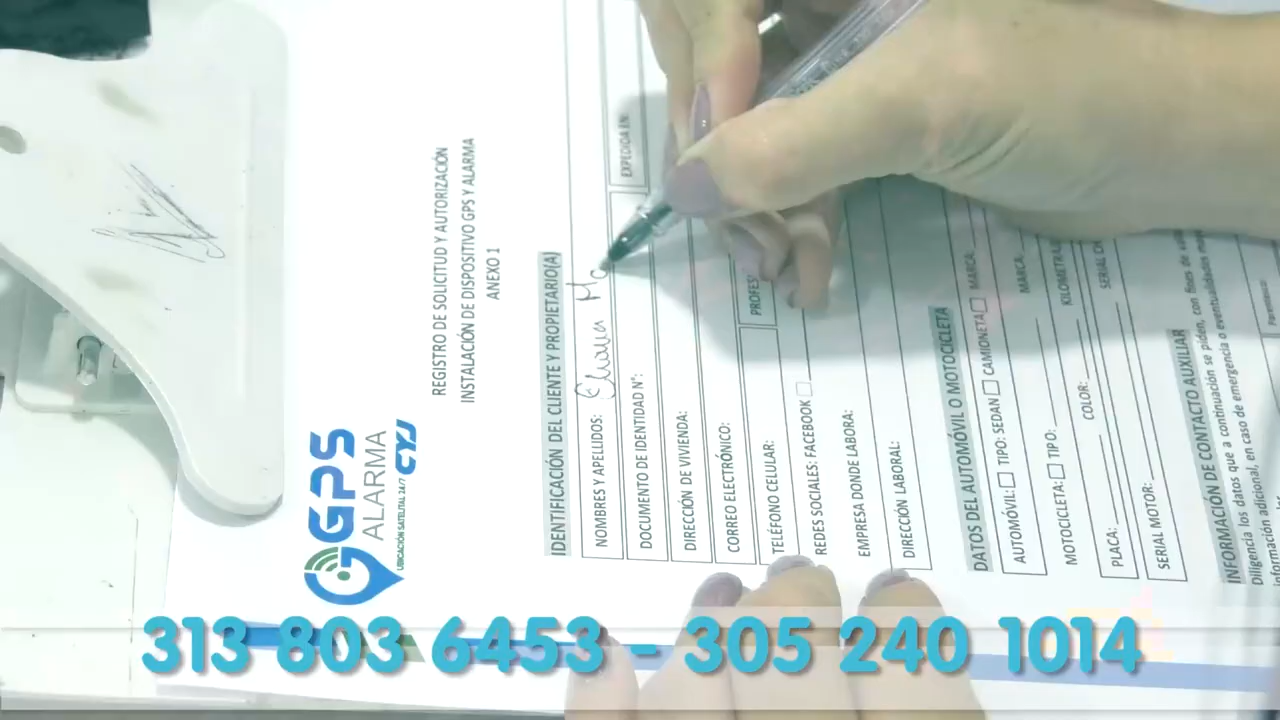 GPS
ALARMA
CYJ
UBICACIÓN SATELITAL 24/7
REGISTRO DE SOLICITUD Y AUTORIZACIÓN
INSTALACIÓN DE DISPOSITIVO GPS Y ALARMA
ANEXO 1
IDENTIFICACIÓN DEL CLIENTE Y PROPIETARIO(A)
NOMBRES Y APELLIDOS:
DOCUMENTO DE IDENTIDAD N°: EXPEDIDA EN:
DIRECCIÓN DE VIVIENDA:
CORREO ELECTRÓNICO:
TELÉFONO CELULAR:
REDES SOCIALES: FACEBOOK
EMPRESA DONDE LABORA:
DIRECCIÓN LABORAL:
DATOS DEL AUTOMÓVIL O MOTOCICLETA
AUTOMÓVIL: TIPO: SEDAN CAMIONETA MARCA:
MOTOCICLETA: TIPO: MARCA:
PLACA: COLOR:
SERIAL MOTOR:
INFORMACIÓN DE CONTACTO AUXILIAR
Diligencia los datos que a continuación se piden, con fines de
información adicional, en caso de emergencia o eventualidades
Parentesco:
313 803 6453 - 305 240 1014